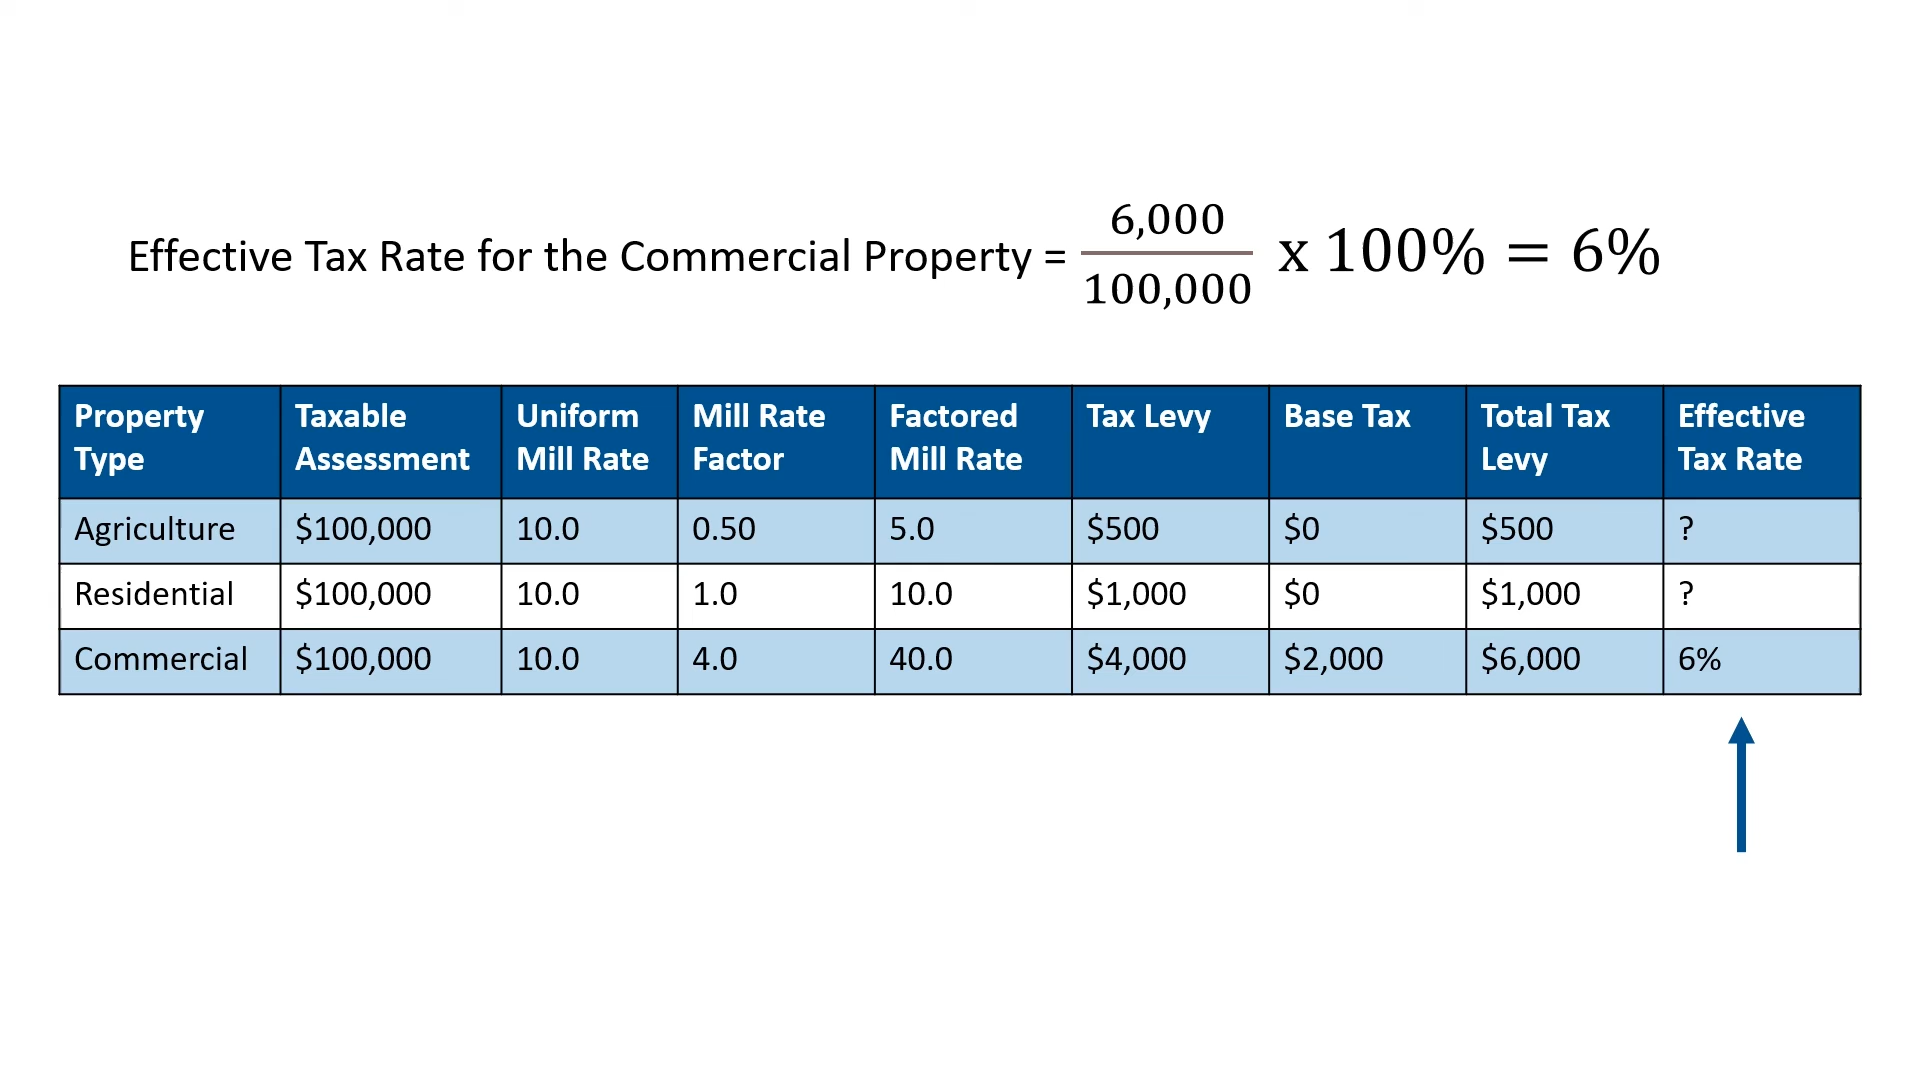 Effective Tax Rate for the Commercial Property = 6,000/100,000 x 100% = 6%
Property Type Taxable Assessment Uniform Mill Rate Mill Rate Factor Factored Mill Rate Tax Levy Base Tax Total Tax Levy Effective Tax Rate
Agriculture $100,000 10.0 0.50 5.0 $500 $0 $500 ?
Residential $100,000 10.0 1.0 10.0 $1,000 $0 $1,000 ?
Commercial $100,000 10.0 4.0 40.0 $4,000 $2,000 $6,000 6%